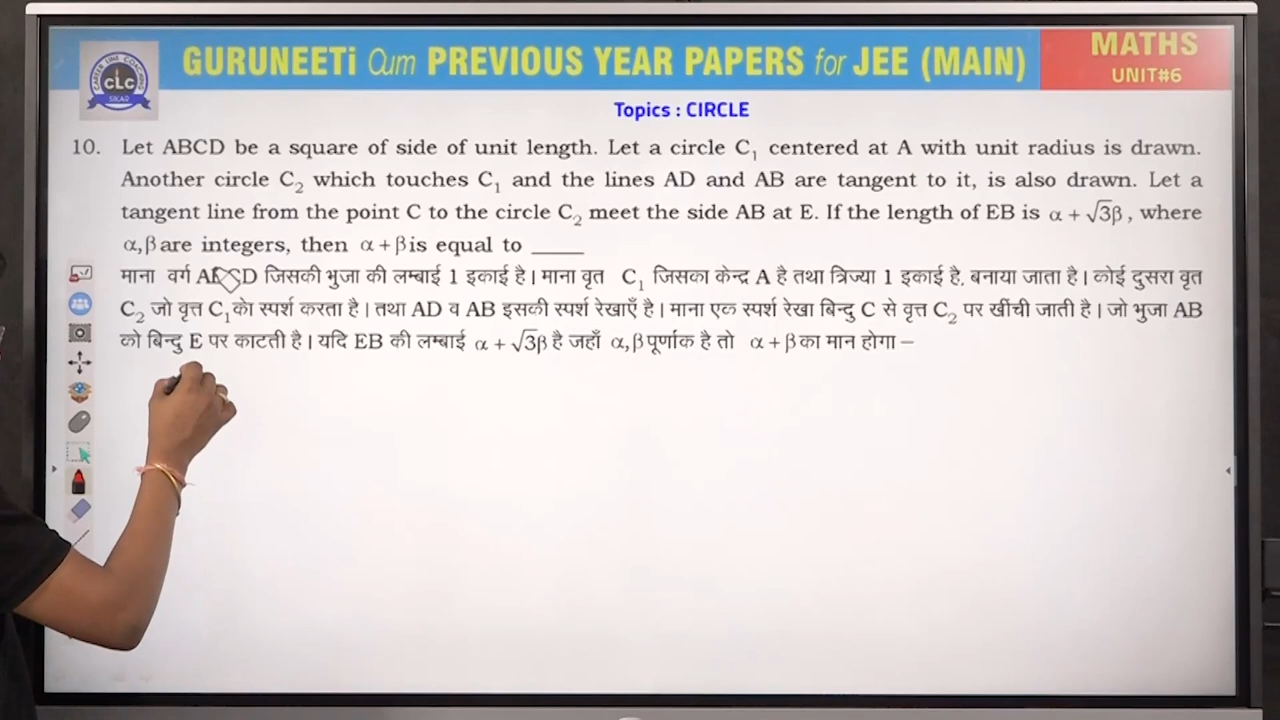 GURUNEETi Cum PREVIOUS YEAR PAPERS for JEE (MAIN)
MATHS
UNIT#6
CLC
SIKAR
Topics : CIRCLE
10. Let ABCD be a square of side of unit length. Let a circle C₁ centered at A with unit radius is drawn.
Another circle C₂ which touches C₁ and the lines AD and AB are tangent to it, is also drawn. Let a
tangent line from the point C to the circle C₂ meet the side AB at E. If the length of EB is α + √3β, where
α,β are integers, then α + β is equal to ____
माना वर्ग ABCD जिसकी भुजा की लम्बाई 1 इकाई है। माना वृत C₁ जिसका केन्द्र A है तथा त्रिज्या 1 इकाई है, बनाया जाता है। कोई दुसरा वृत
C₂ जो वृत्त C₁को स्पर्श करता है। तथा AD व AB इसकी स्पर्श रेखाएँ है। माना एक स्पर्श रेखा बिन्दु C से वृत्त C₂ पर खींची जाती है। जो भुजा AB
को बिन्दु E पर काटती है। यदि EB की लम्बाई α + √3β है जहाँ α,β पूर्णांक है तो α + β का मान होगा –